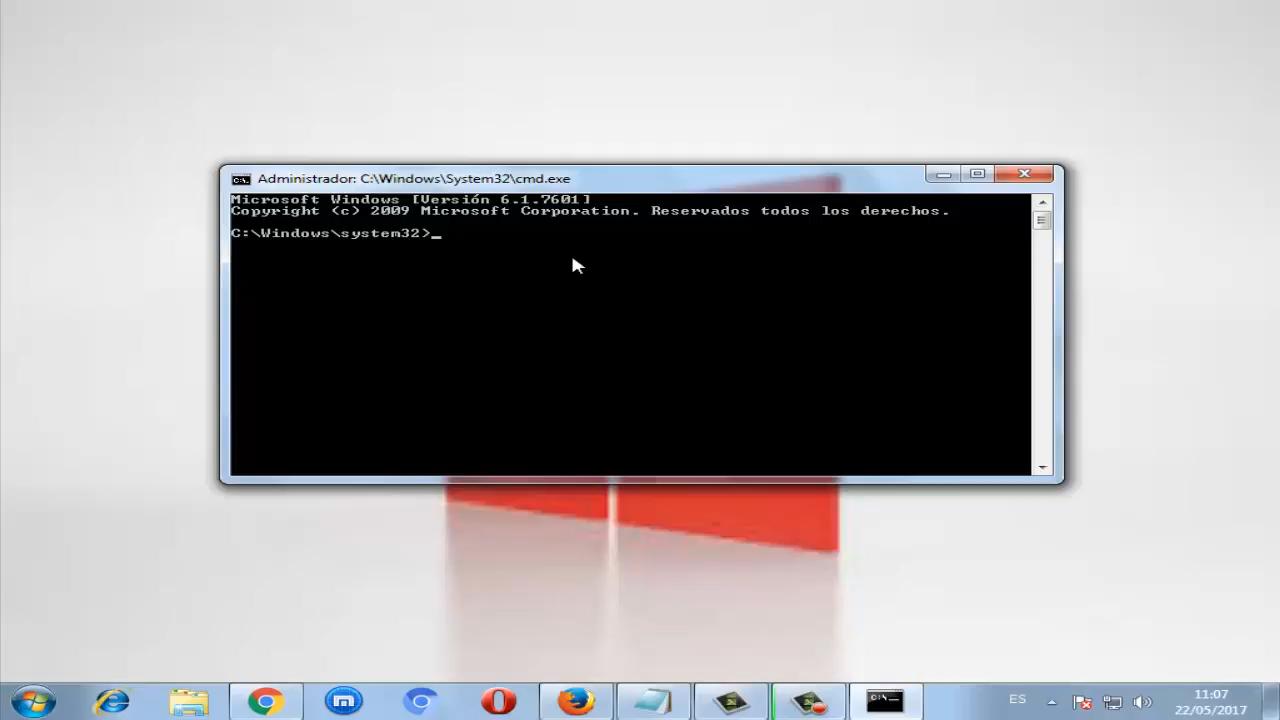 Administrador: C:\Windows\System32\cmd.exe
Microsoft Windows [Versión 6.1.7601]
Copyright (c) 2009 Microsoft Corporation. Reservados todos los derechos.
C:\Windows\system32>_
ES
11:07
22/05/2017